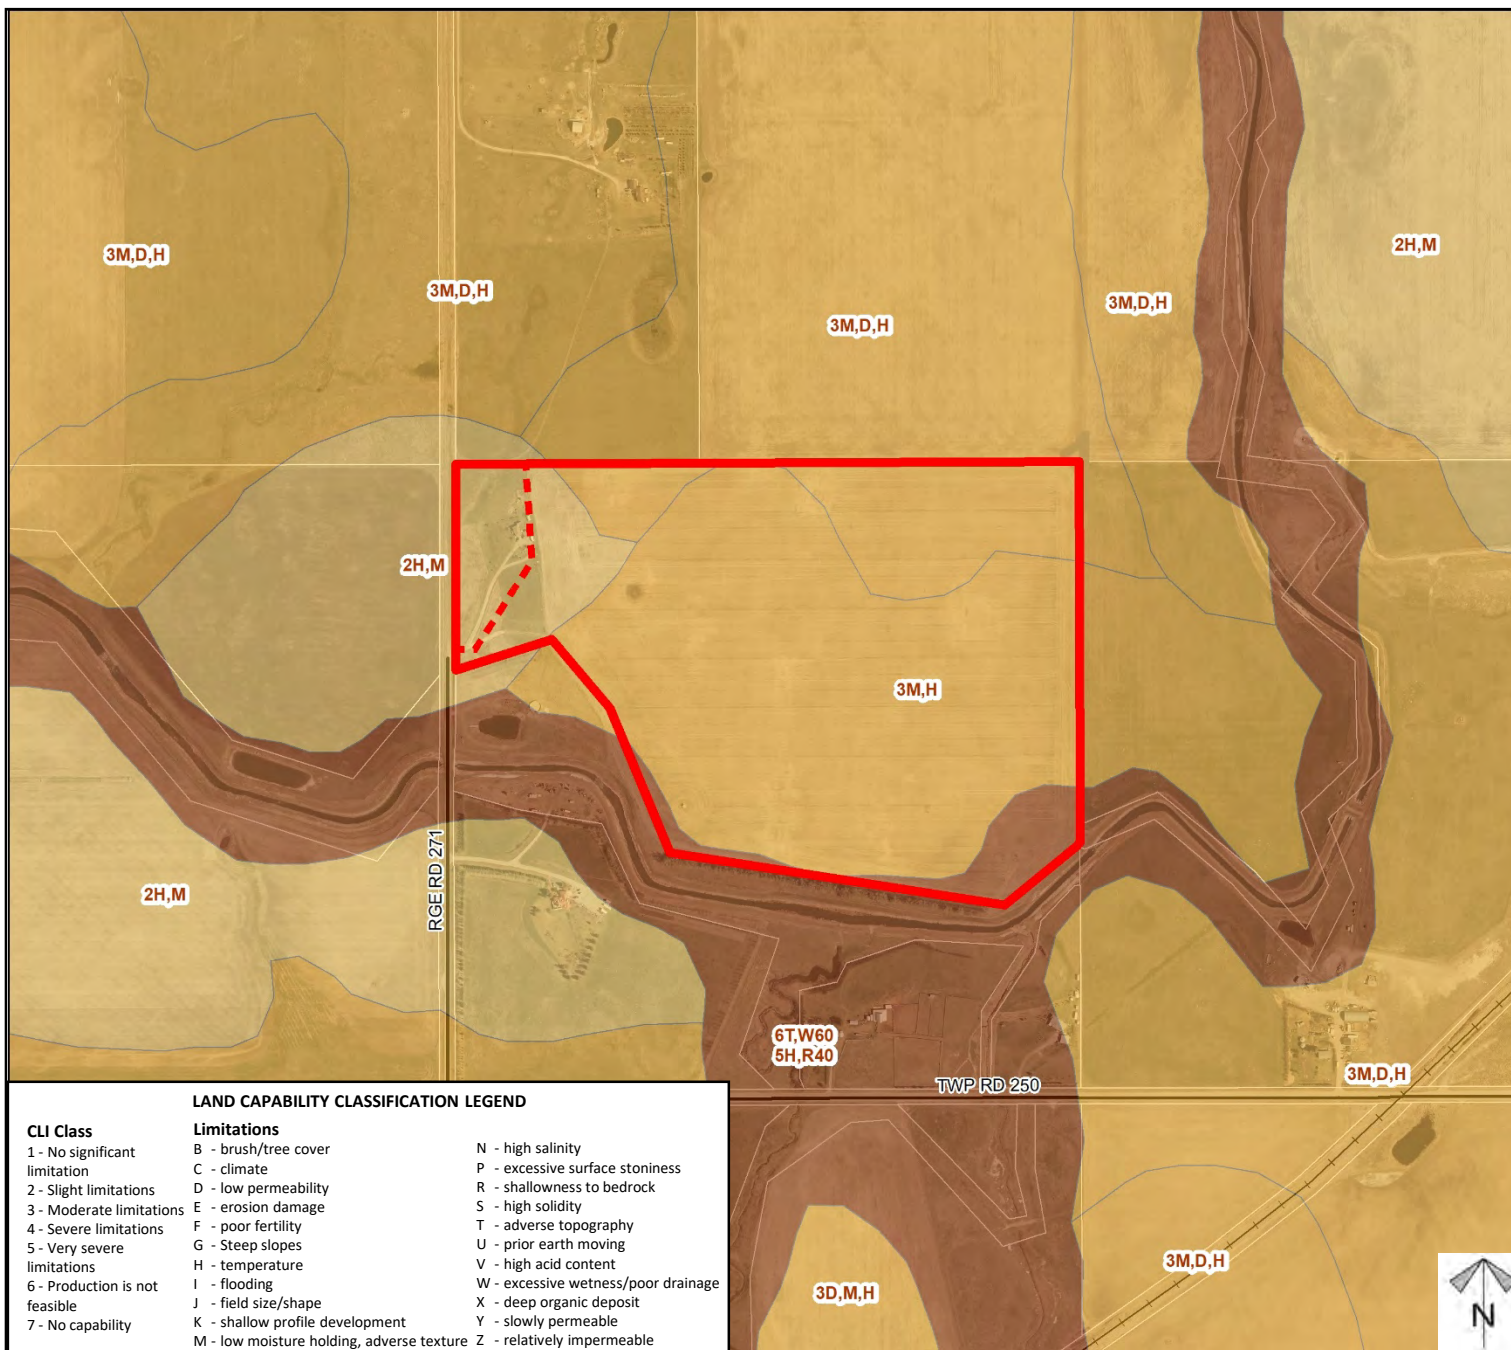 3M,D,H
3M,D,H
3M,D,H
3M,D,H
2H,M
2H,M
3M,H
RGE RD 271
2H,M
6T,W60
5H,R40
TWP RD 250
3M,D,H
3M,D,H
3D,M,H
N
LAND CAPABILITY CLASSIFICATION LEGEND
CLI Class
1 - No significant
limitation
2 - Slight limitations
3 - Moderate limitations
4 - Severe limitations
5 - Very severe
limitations
6 - Production is not
feasible
7 - No capability
Limitations
B - brush/tree cover
C - climate
D - low permeability
E - erosion damage
F - poor fertility
G - Steep slopes
H - temperature
I - flooding
J - field size/shape
K - shallow profile development
M - low moisture holding, adverse texture
N - high salinity
P - excessive surface stoniness
R - shallowness to bedrock
S - high solidity
T - adverse topography
U - prior earth moving
V - high acid content
W - excessive wetness/poor drainage
X - deep organic deposit
Y - slowly permeable
Z - relatively impermeable